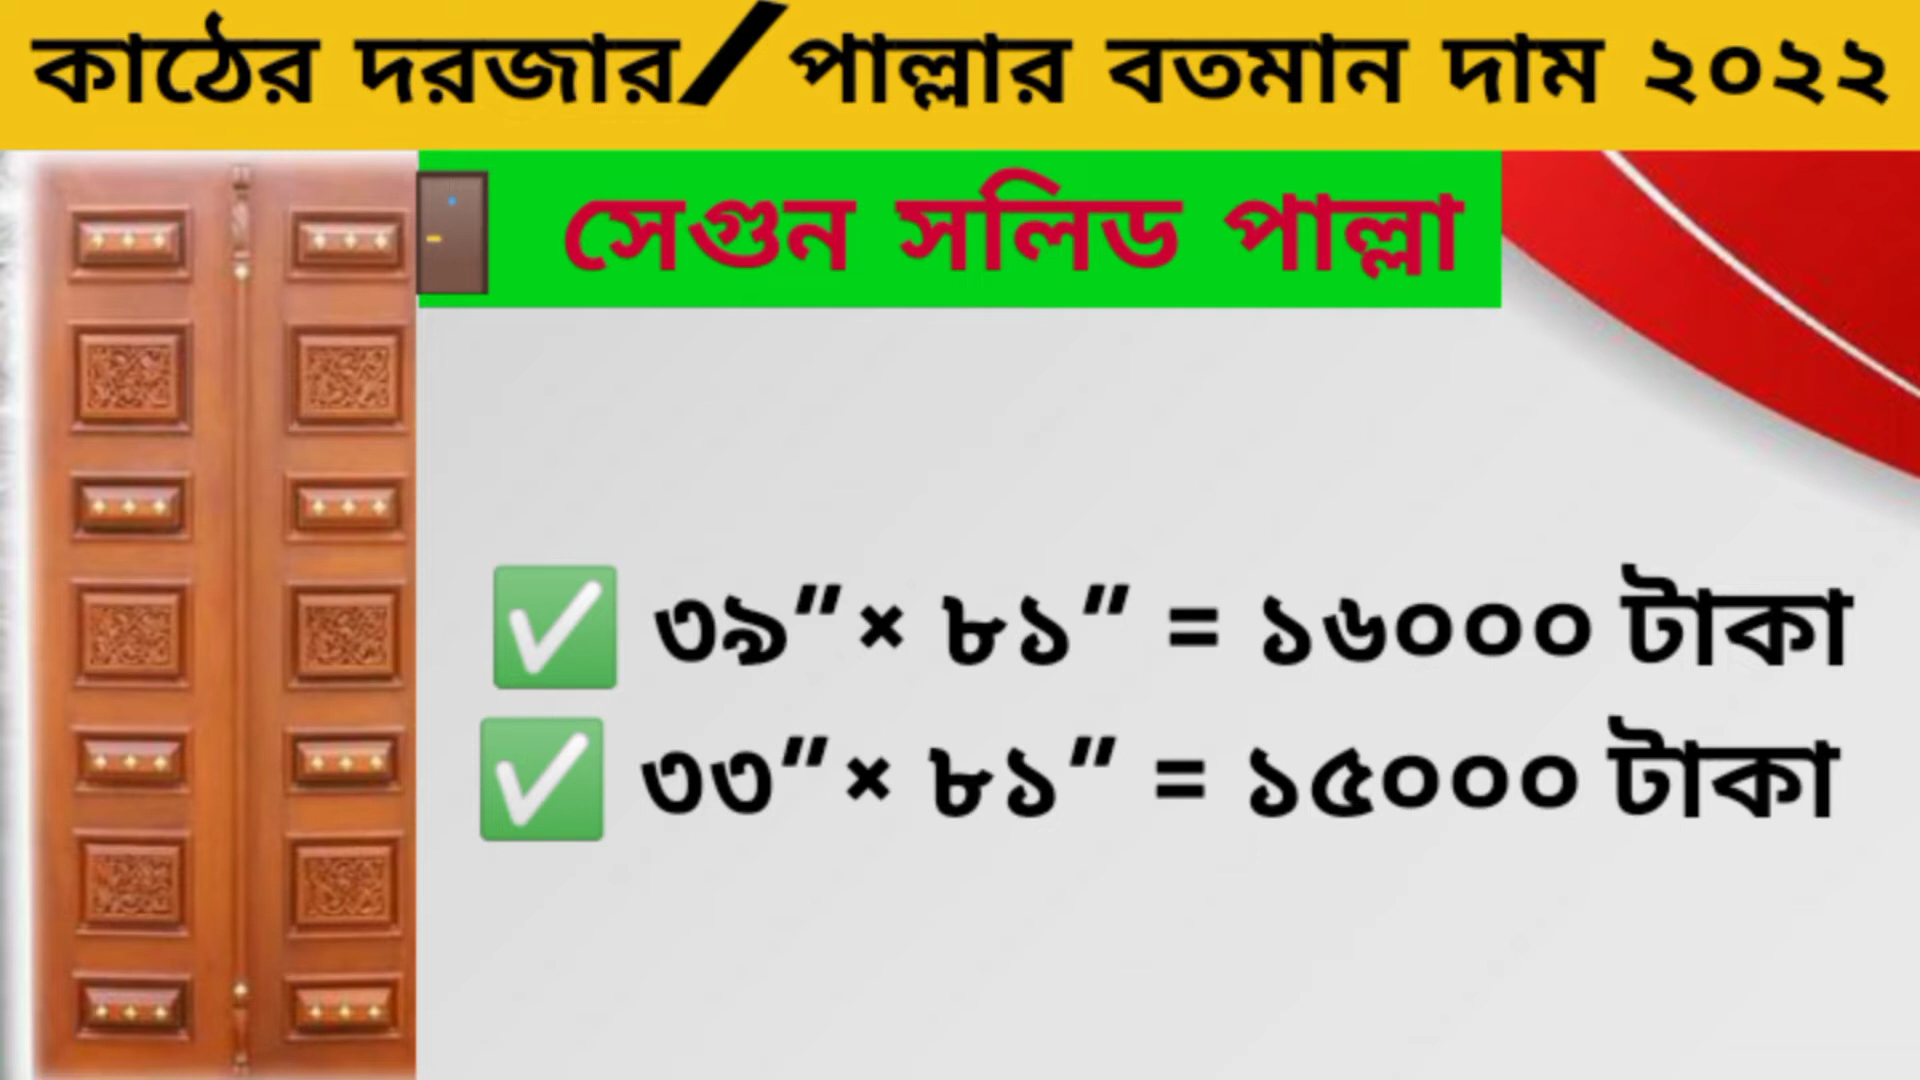 কাঠের দরজার/পাল্লার বতমান দাম ২০২২
সেগুন সলিড পাল্লা
✅ ৩৯"× ৮১" = ১৬০০০ টাকা
✅ ৩৩"× ৮১" = ১৫০০০ টাকা